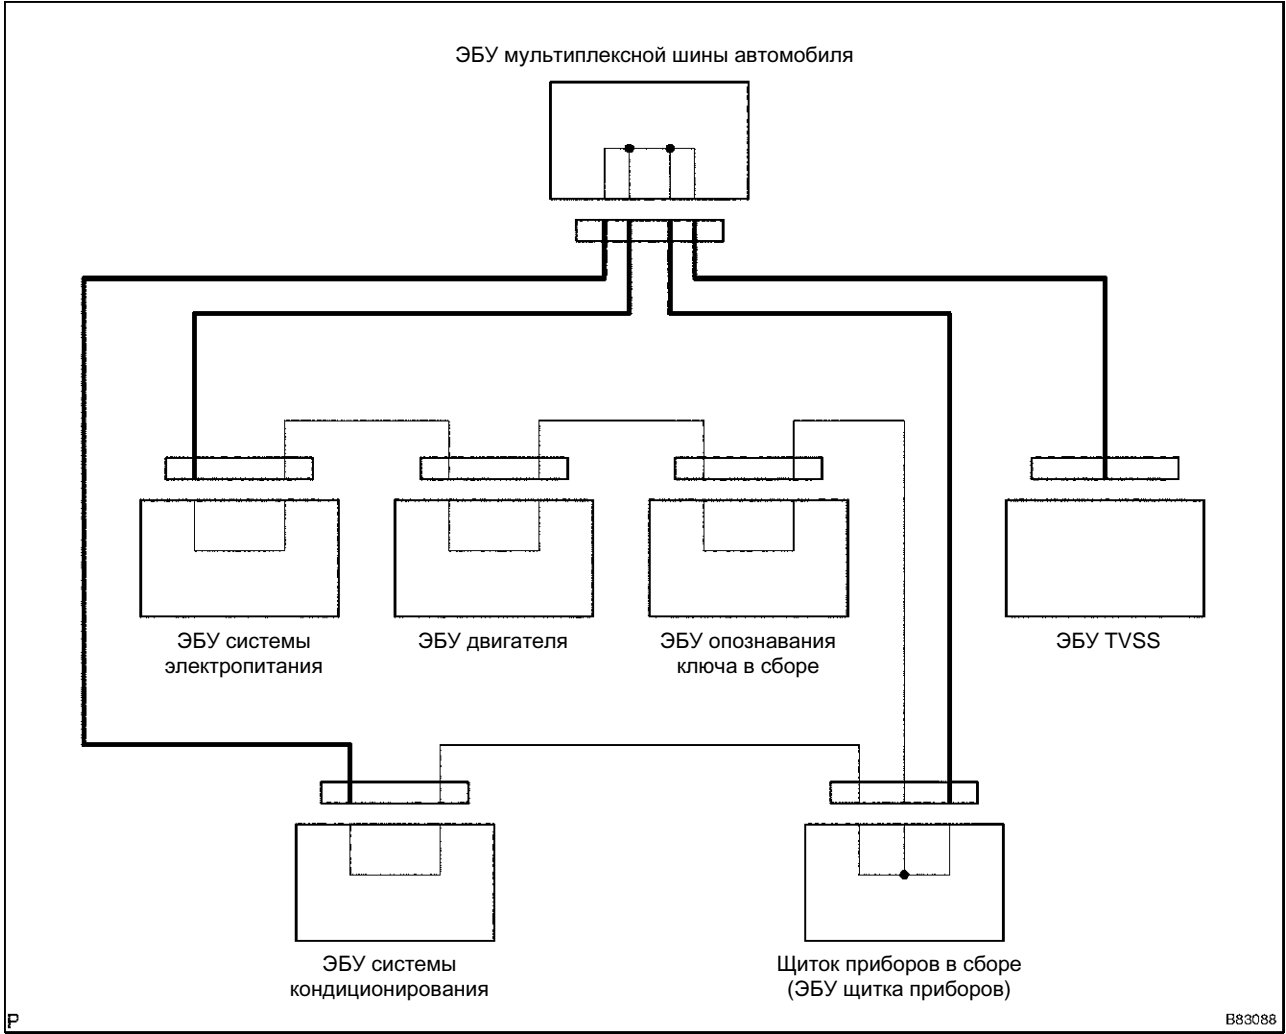 ЭБУ мультиплексной шины автомобиля
ЭБУ системы
электропитания
ЭБУ двигателя
ЭБУ опознавания
ключа в сборе
ЭБУ TVSS
ЭБУ системы
кондиционирования
Щиток приборов в сборе
(ЭБУ щитка приборов)
P
B83088